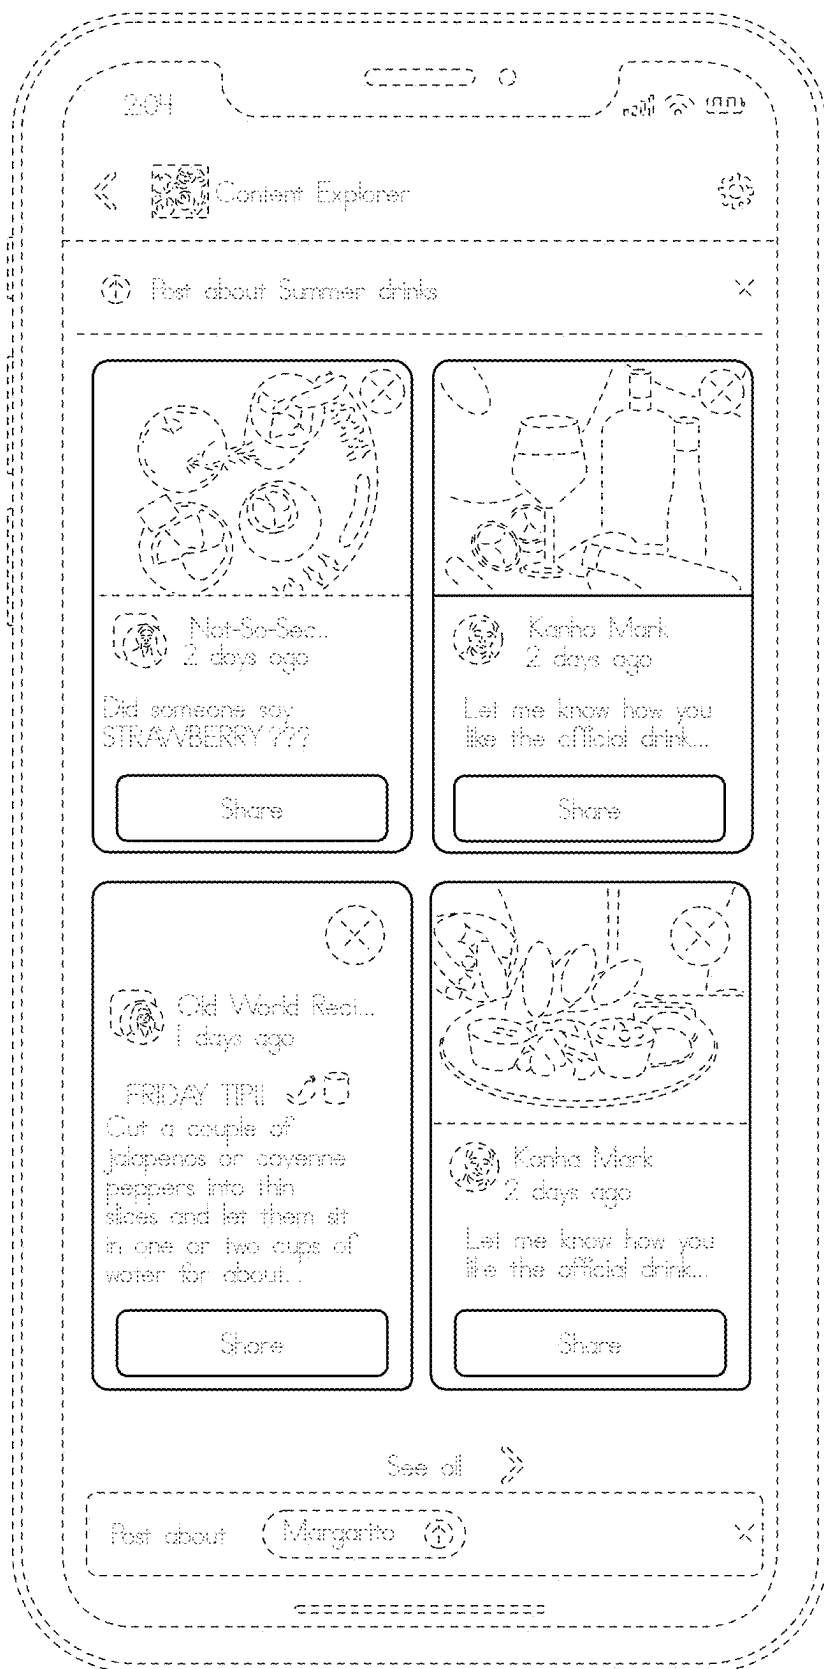 2:04
Content Explorer
Post about Summer drinks
Not-So-Sec..
2 days ago
Did someone say
STRAWBERRY???
Share
Kanha Mark
2 days ago
Let me know how you
like the official drink...
Share
Old World Reci...
1 days ago
FRIDAY TIP!!
Cut a couple of
jalapenos or cayenne
peppers into thin
slices and let them sit
in one or two cups of
water for about. .
Share
Kanha Mark
2 days ago
Let me know how you
like the official drink...
Share
See all
Post about Margarita